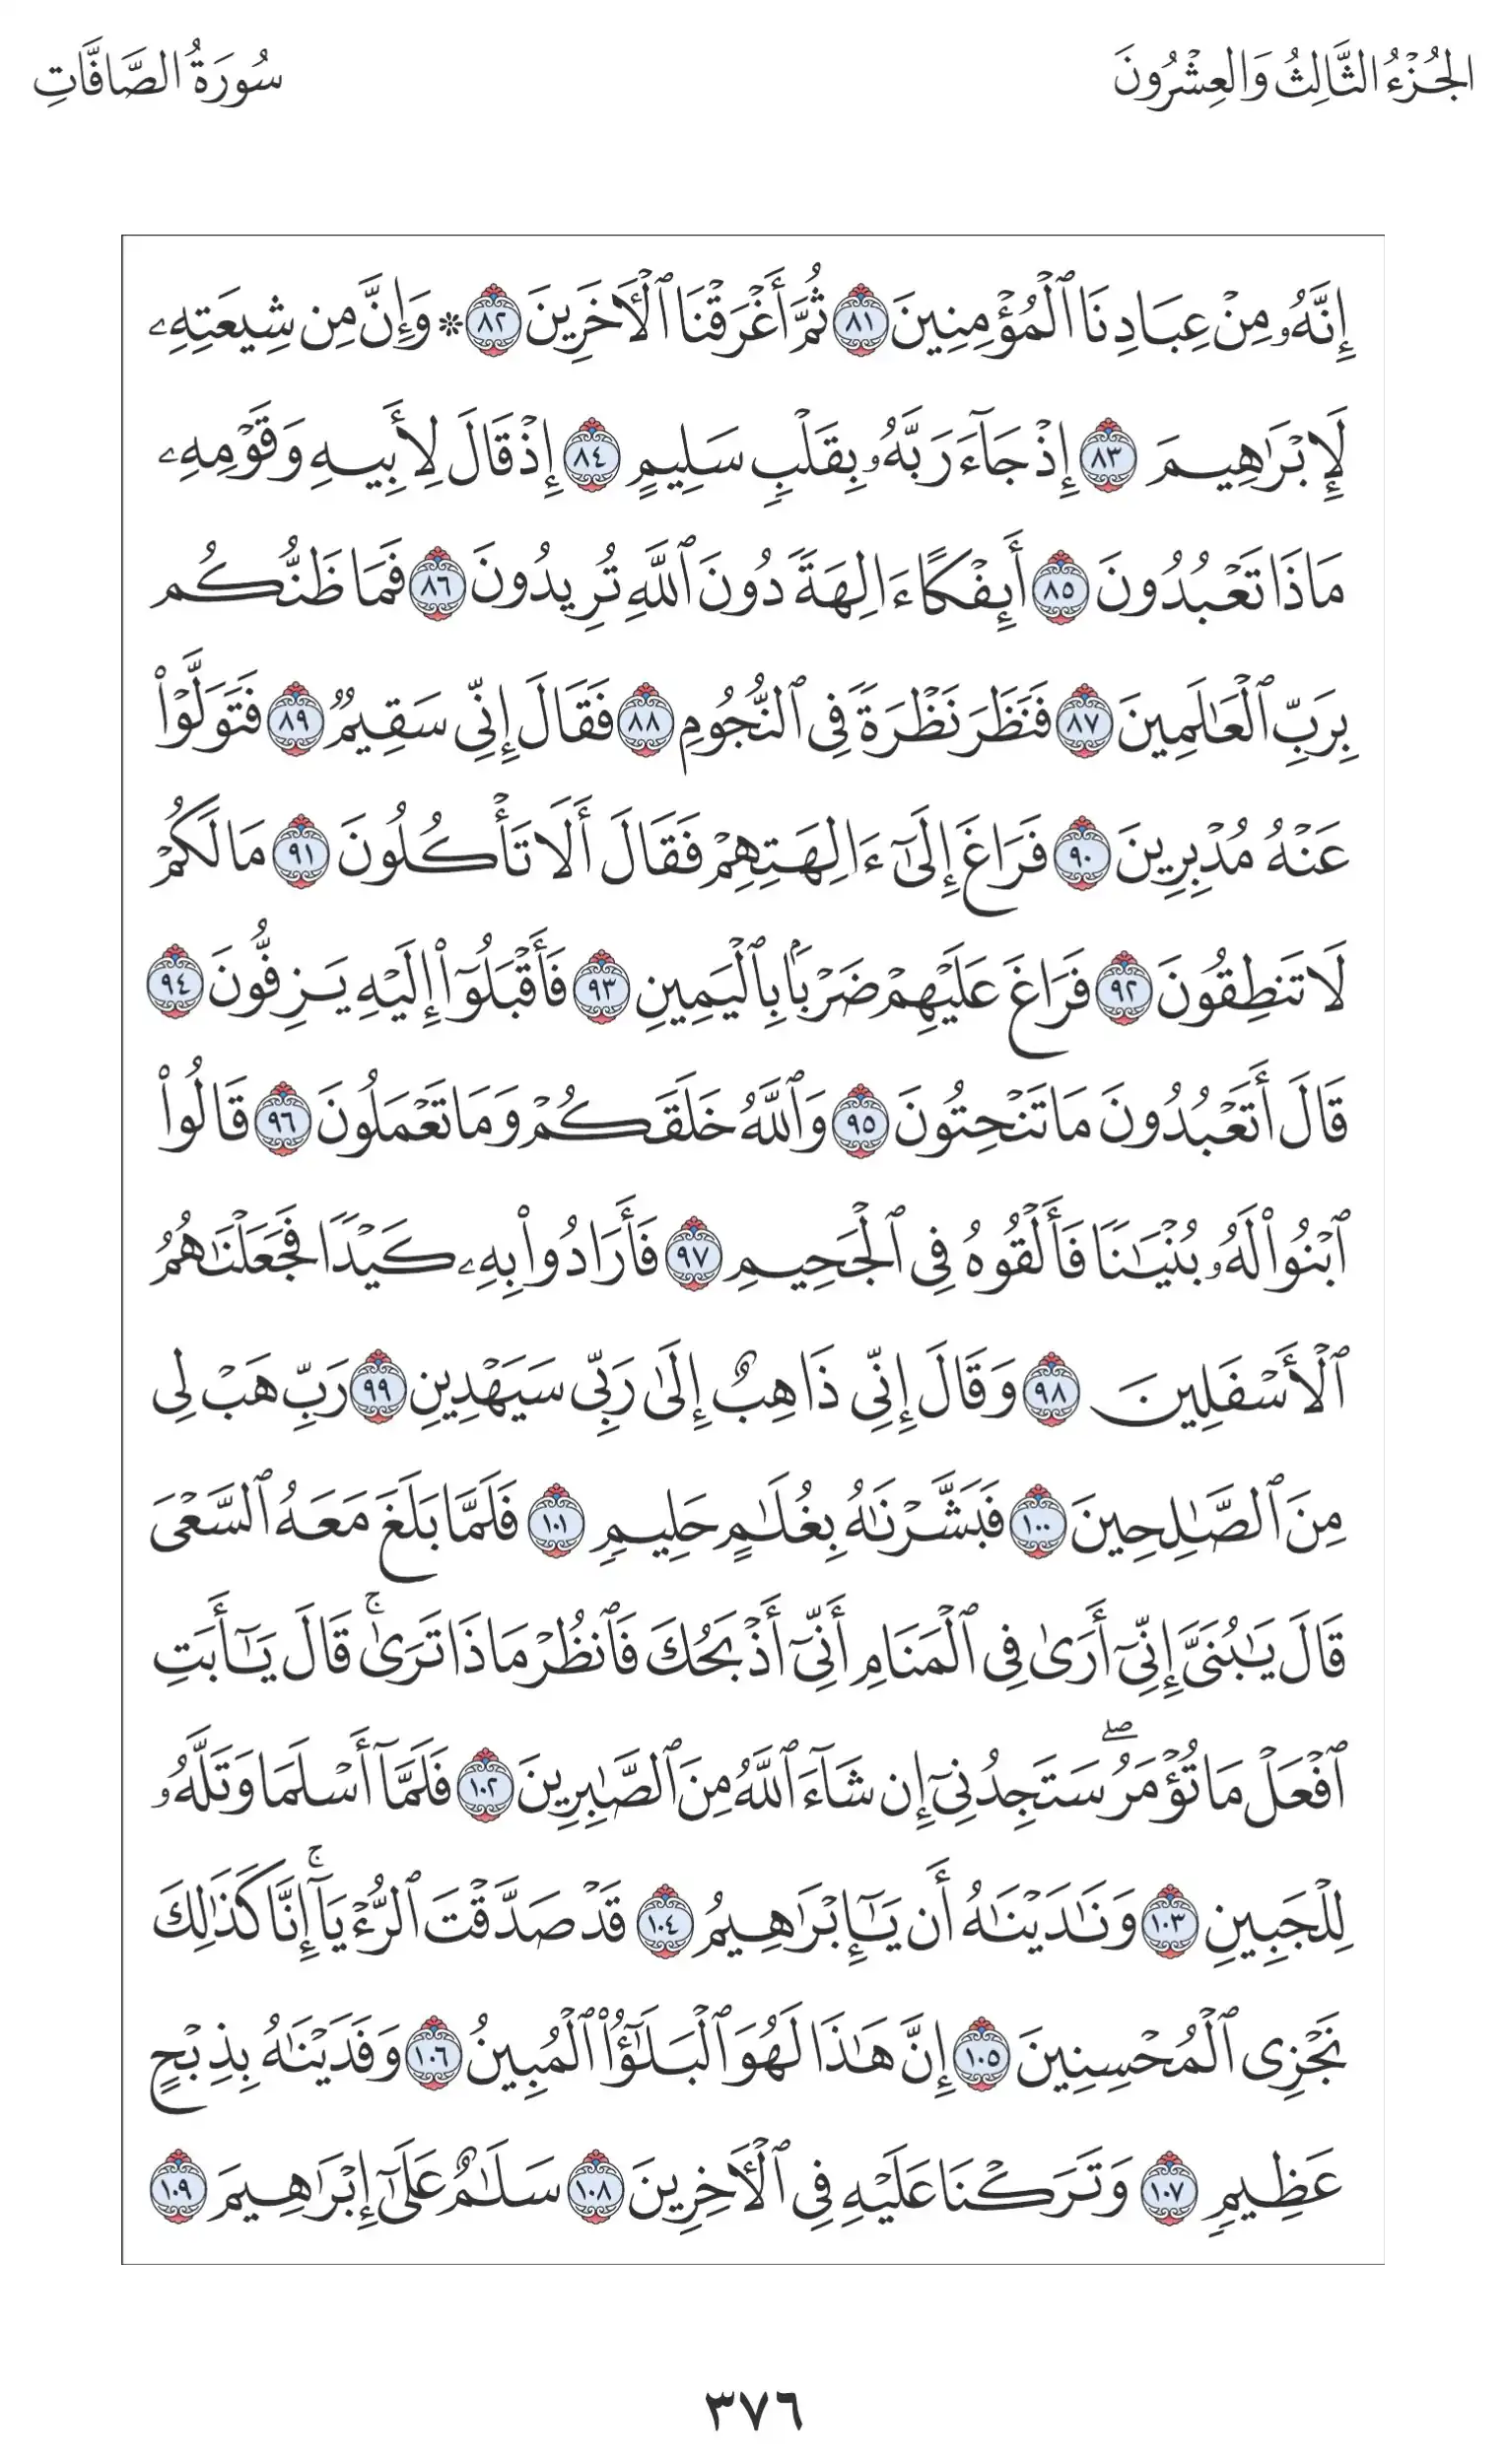 الجُزْءُ الثَّالِثُ وَالعِشْرُونَ
سُورَةُ الصَّافَّاتِ
إِنَّهُۥ مِنْ عِبَادِنَا ٱلْمُؤْمِنِينَ ٨١ ثُمَّ أَغْرَقْنَا ٱلْأٓخَرِينَ ٨٢ ۞ وَإِنَّ مِن شِيعَتِهِۦ
لَإِبْرَٰهِيمَ ٨٣ إِذْ جَآءَ رَبَّهُۥ بِقَلْبٍ سَلِيمٍ ٨٤ إِذْ قَالَ لِأَبِيهِ وَقَوْمِهِۦ
مَاذَا تَعْبُدُونَ ٨٥ أَئِفْكًا ءَالِهَةً دُونَ ٱللَّهِ تُرِيدُونَ ٨٦ فَمَا ظَنُّكُم
بِرَبِّ ٱلْعَٰلَمِينَ ٨٧ فَنَظَرَ نَظْرَةً فِى ٱلنُّجُومِ ٨٨ فَقَالَ إِنِّى سَقِيمٌ ٨٩ فَتَوَلَّوْا۟
عَنْهُ مُدْبِرِينَ ٩٠ فَرَاغَ إِلَىٰٓ ءَالِهَتِهِمْ فَقَالَ أَلَا تَأْكُلُونَ ٩١ مَا لَكُمْ
لَا تَنطِقُونَ ٩٢ فَرَاغَ عَلَيْهِمْ ضَرْبًۢا بِٱلْيَمِينِ ٩٣ فَأَقْبَلُوٓا۟ إِلَيْهِ يَزِفُّونَ ٩٤
قَالَ أَتَعْبُدُونَ مَا تَنْحِتُونَ ٩٥ وَٱللَّهُ خَلَقَكُمْ وَمَا تَعْمَلُونَ ٩٦ قَالُوا۟
ٱبْنُوا۟ لَهُۥ بُنْيَٰنًا فَأَلْقُوهُ فِى ٱلْجَحِيمِ ٩٧ فَأَرَادُوا۟ بِهِۦ كَيْدًا فَجَعَلْنَٰهُمُ
ٱلْأَسْفَلِينَ ٩٨ وَقَالَ إِنِّى ذَاهِبٌ إِلَىٰ رَبِّى سَيَهْدِينِ ٩٩ رَبِّ هَبْ لِى
مِنَ ٱلصَّٰلِحِينَ ١٠٠ فَبَشَّرْنَٰهُ بِغُلَٰمٍ حَلِيمٍ ١٠١ فَلَمَّا بَلَغَ مَعَهُ ٱلسَّعْىَ
قَالَ يَٰبُنَىَّ إِنِّىٓ أَرَىٰ فِى ٱلْمَنَامِ أَنِّىٓ أَذْبَحُكَ فَٱنظُرْ مَاذَا تَرَىٰۚ قَالَ يَٰٓأَبَتِ
ٱفْعَلْ مَا تُؤْمَرُۖ سَتَجِدُنِىٓ إِن شَآءَ ٱللَّهُ مِنَ ٱلصَّٰبِرِينَ ١٠٢ فَلَمَّآ أَسْلَمَا وَتَلَّهُۥ
لِلْجَبِينِ ١٠٣ وَنَٰدَيْنَٰهُ أَن يَٰٓإِبْرَٰهِيمُ ١٠٤ قَدْ صَدَّقْتَ ٱلرُّءْيَآۚ إِنَّا كَذَٰلِكَ
نَجْزِى ٱلْمُحْسِنِينَ ١٠٥ إِنَّ هَٰذَا لَهُوَ ٱلْبَلَٰٓؤُا۟ ٱلْمُبِينُ ١٠٦ وَفَدَيْنَٰهُ بِذِبْحٍ
عَظِيمٍ ١٠٧ وَتَرَكْنَا عَلَيْهِ فِى ٱلْأٓخِرِينَ ١٠٨ سَلَٰمٌ عَلَىٰٓ إِبْرَٰهِيمَ ١٠٩
٣٧٦